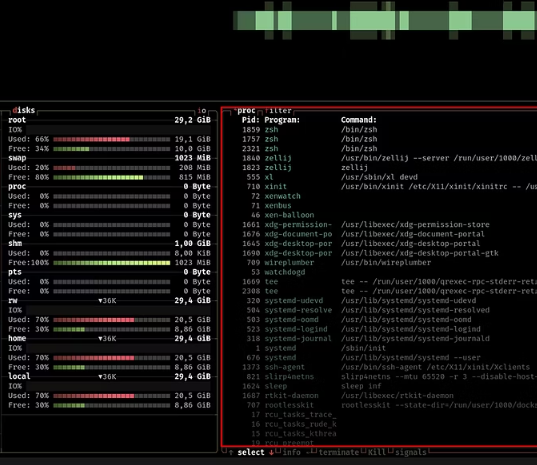 disks io
root 29,2 GiB
IO%
Used: 66% 19,1 GiB
Free: 34% 10,0 GiB
swap 1023 MiB
Used: 20% 208 MiB
Free: 80% 815 MiB
proc 0 Byte
Used: 0% 0 Byte
Free: 0% 0 Byte
sys 0 Byte
Used: 0% 0 Byte
Free: 0% 0 Byte
shm 1,00 GiB
Used: 0% 8,00 KiB
Free:100% 1023 MiB
pts 0 Byte
Used: 0% 0 Byte
Free: 0% 0 Byte
rw ▼36K 29,4 GiB
IO%
Used: 70% 20,5 GiB
Free: 30% 8,86 GiB
home ▼36K 29,4 GiB
IO%
Used: 70% 20,5 GiB
Free: 30% 8,86 GiB
local ▼36K 29,4 GiB
IO%
Used: 70% 20,5 GiB
Free: 30% 8,86 GiB
proc filter
Pid: Program: Command:
1859 zsh /bin/zsh
1757 zsh /bin/zsh
2321 zsh /bin/zsh
1840 zellij /usr/bin/zellij --server /run/user/1000/zell
1823 zellij zellij
555 xl /usr/sbin/xl devd
710 xinit /usr/bin/xinit /etc/X11/xinit/xinitrc -- /us
72 xenwatch
71 xenbus
46 xen-balloon
1661 xdg-permission- /usr/libexec/xdg-permission-store
1676 xdg-document-po /usr/libexec/xdg-document-portal
1645 xdg-desktop-por /usr/libexec/xdg-desktop-portal
1690 xdg-desktop-por /usr/libexec/xdg-desktop-portal-gtk
709 wireplumber /usr/bin/wireplumber
53 watchdogd
1669 tee tee -- /run/user/1000/qrexec-rpc-stderr-ret
2308 tee tee -- /run/user/1000/qrexec-rpc-stderr-ret
320 systemd-udevd /usr/lib/systemd/systemd-udevd
504 systemd-resolve /usr/lib/systemd/systemd-resolved
503 systemd-oomd /usr/lib/systemd/systemd-oomd
523 systemd-logind /usr/lib/systemd/systemd-logind
318 systemd-journal /usr/lib/systemd/systemd-journald
1 systemd /sbin/init
676 systemd /usr/lib/systemd/systemd --user
1373 ssh-agent /usr/bin/ssh-agent /etc/X11/xinit/Xclients
821 slirp4netns slirp4netns --mtu 65520 -r 3 --disable-host-
1624 sleep sleep inf
1687 rtkit-daemon /usr/libexec/rtkit-daemon
707 rootlesskit rootlesskit --state-dir=/run/user/1000/dock
17 rcu_tasks_trace_
16 rcu_tasks_rude_k
15 rcu_tasks_kthrea
19 rcu_preempt
↑ select ↓ info terminate Kill signals